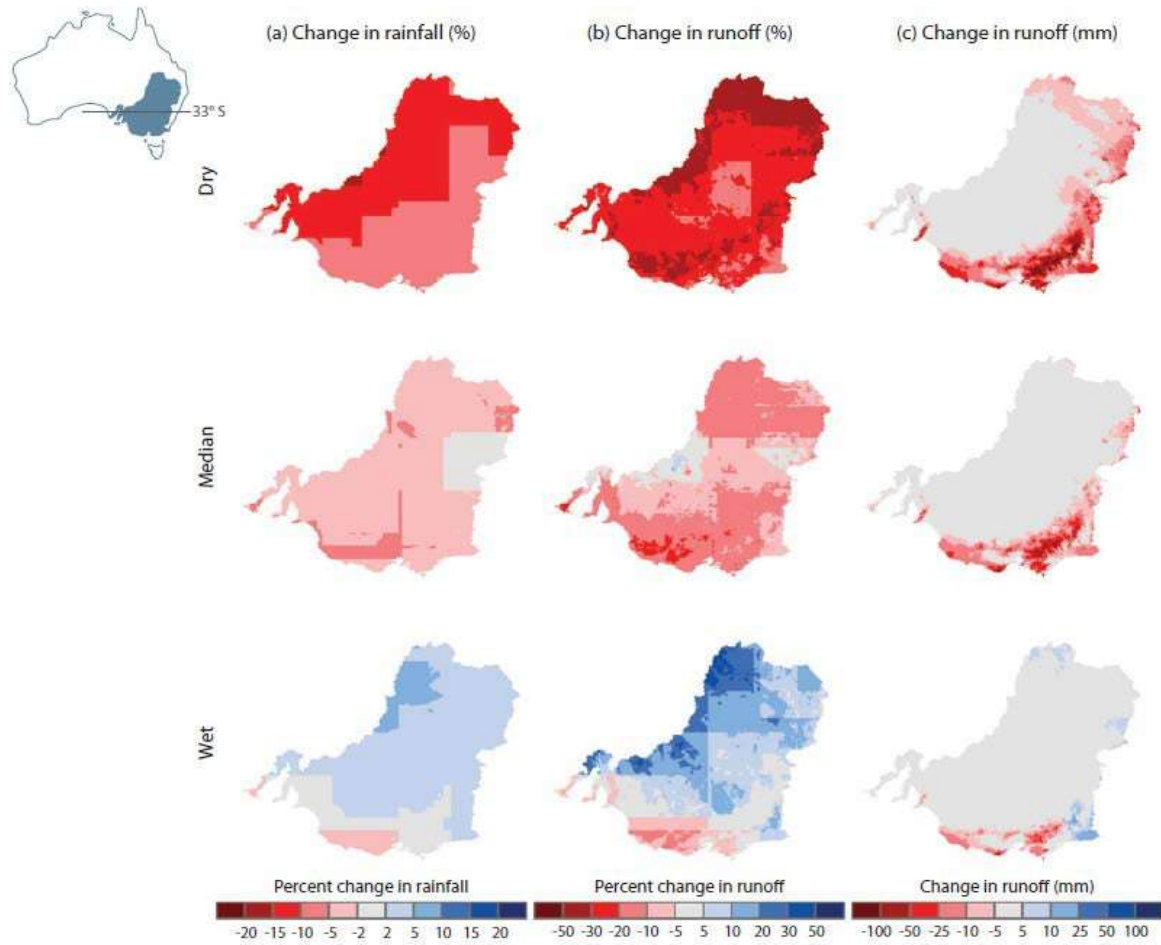 (a) Change in rainfall (%) (b) Change in runoff (%) (c) Change in runoff (mm)
33° S
Dry
Median
Wet
Percent change in rainfall
-20 -15 -10 -5 -2 2 5 10 15 20
Percent change in runoff
-50 -30 -20 -10 -5 5 10 20 30 50
Change in runoff (mm)
-100 -50 -25 -10 -5 5 10 25 50 100